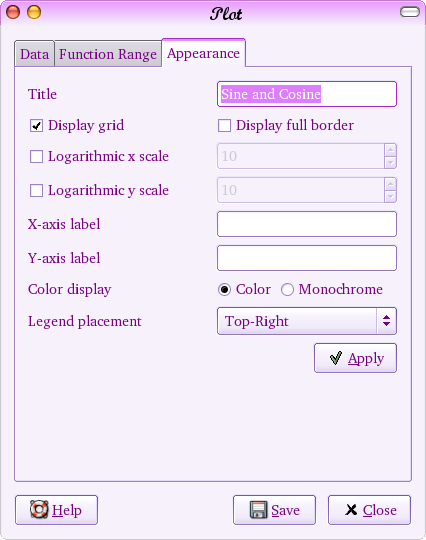 Plot
Data Function Range Appearance
Title Sine and Cosine
Display grid Display full border
Logarithmic x scale 10
Logarithmic y scale 10
X-axis label
Y-axis label
Color display Color Monochrome
Legend placement Top-Right
Apply
Help Save Close